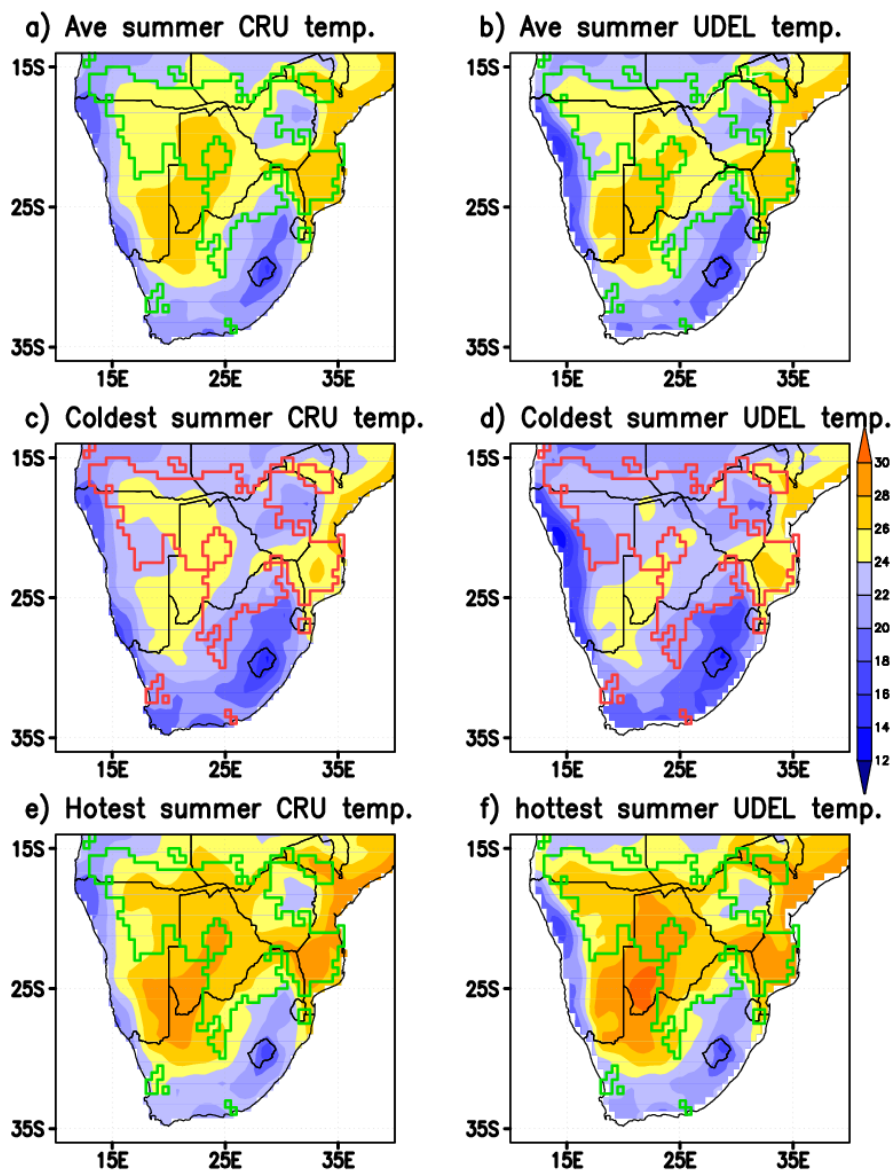 a) Ave summer CRU temp.
b) Ave summer UDEL temp.
15S
25S
35S
15E 25E 35E
15S
25S
35S
15E 25E 35E
c) Coldest summer CRU temp.
d) Coldest summer UDEL temp.
15S
25S
35S
15E 25E 35E
15S
25S
35S
15E 25E 35E
30
28
26
24
22
20
18
16
14
12
e) Hotest summer CRU temp.
f) hottest summer UDEL temp.
15S
25S
35S
15E 25E 35E
15S
25S
35S
15E 25E 35E